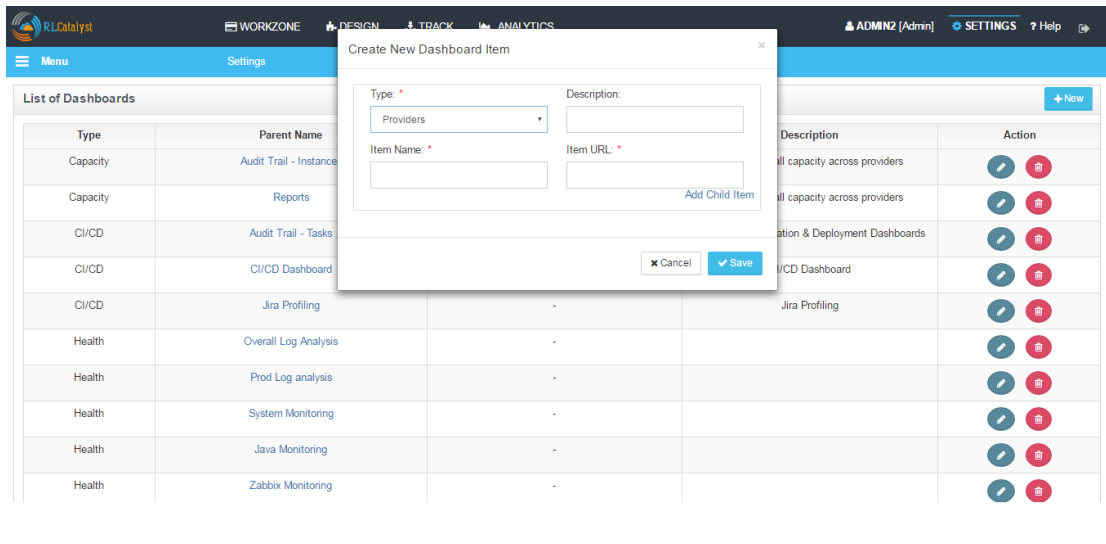 RLCatalyst WORKZONE DESIGN TRACK ANALYTICS ADMIN2 [Admin] SETTINGS ? Help
Menu Settings
Create New Dashboard Item ×
Type: * Description:
Providers
Item Name: * Item URL: *
Add Child Item
Cancel Save
List of Dashboards + New
Type Parent Name Description Action
Capacity Audit Trail - Instance all capacity across providers
Capacity Reports all capacity across providers
CI/CD Audit Trail - Tasks ation & Deployment Dashboards
CI/CD CI/CD Dashboard I/CD Dashboard
CI/CD Jira Profiling - Jira Profiling
Health Overall Log Analysis -
Health Prod Log analysis -
Health System Monitoring -
Health Java Monitoring -
Health Zabbix Monitoring -